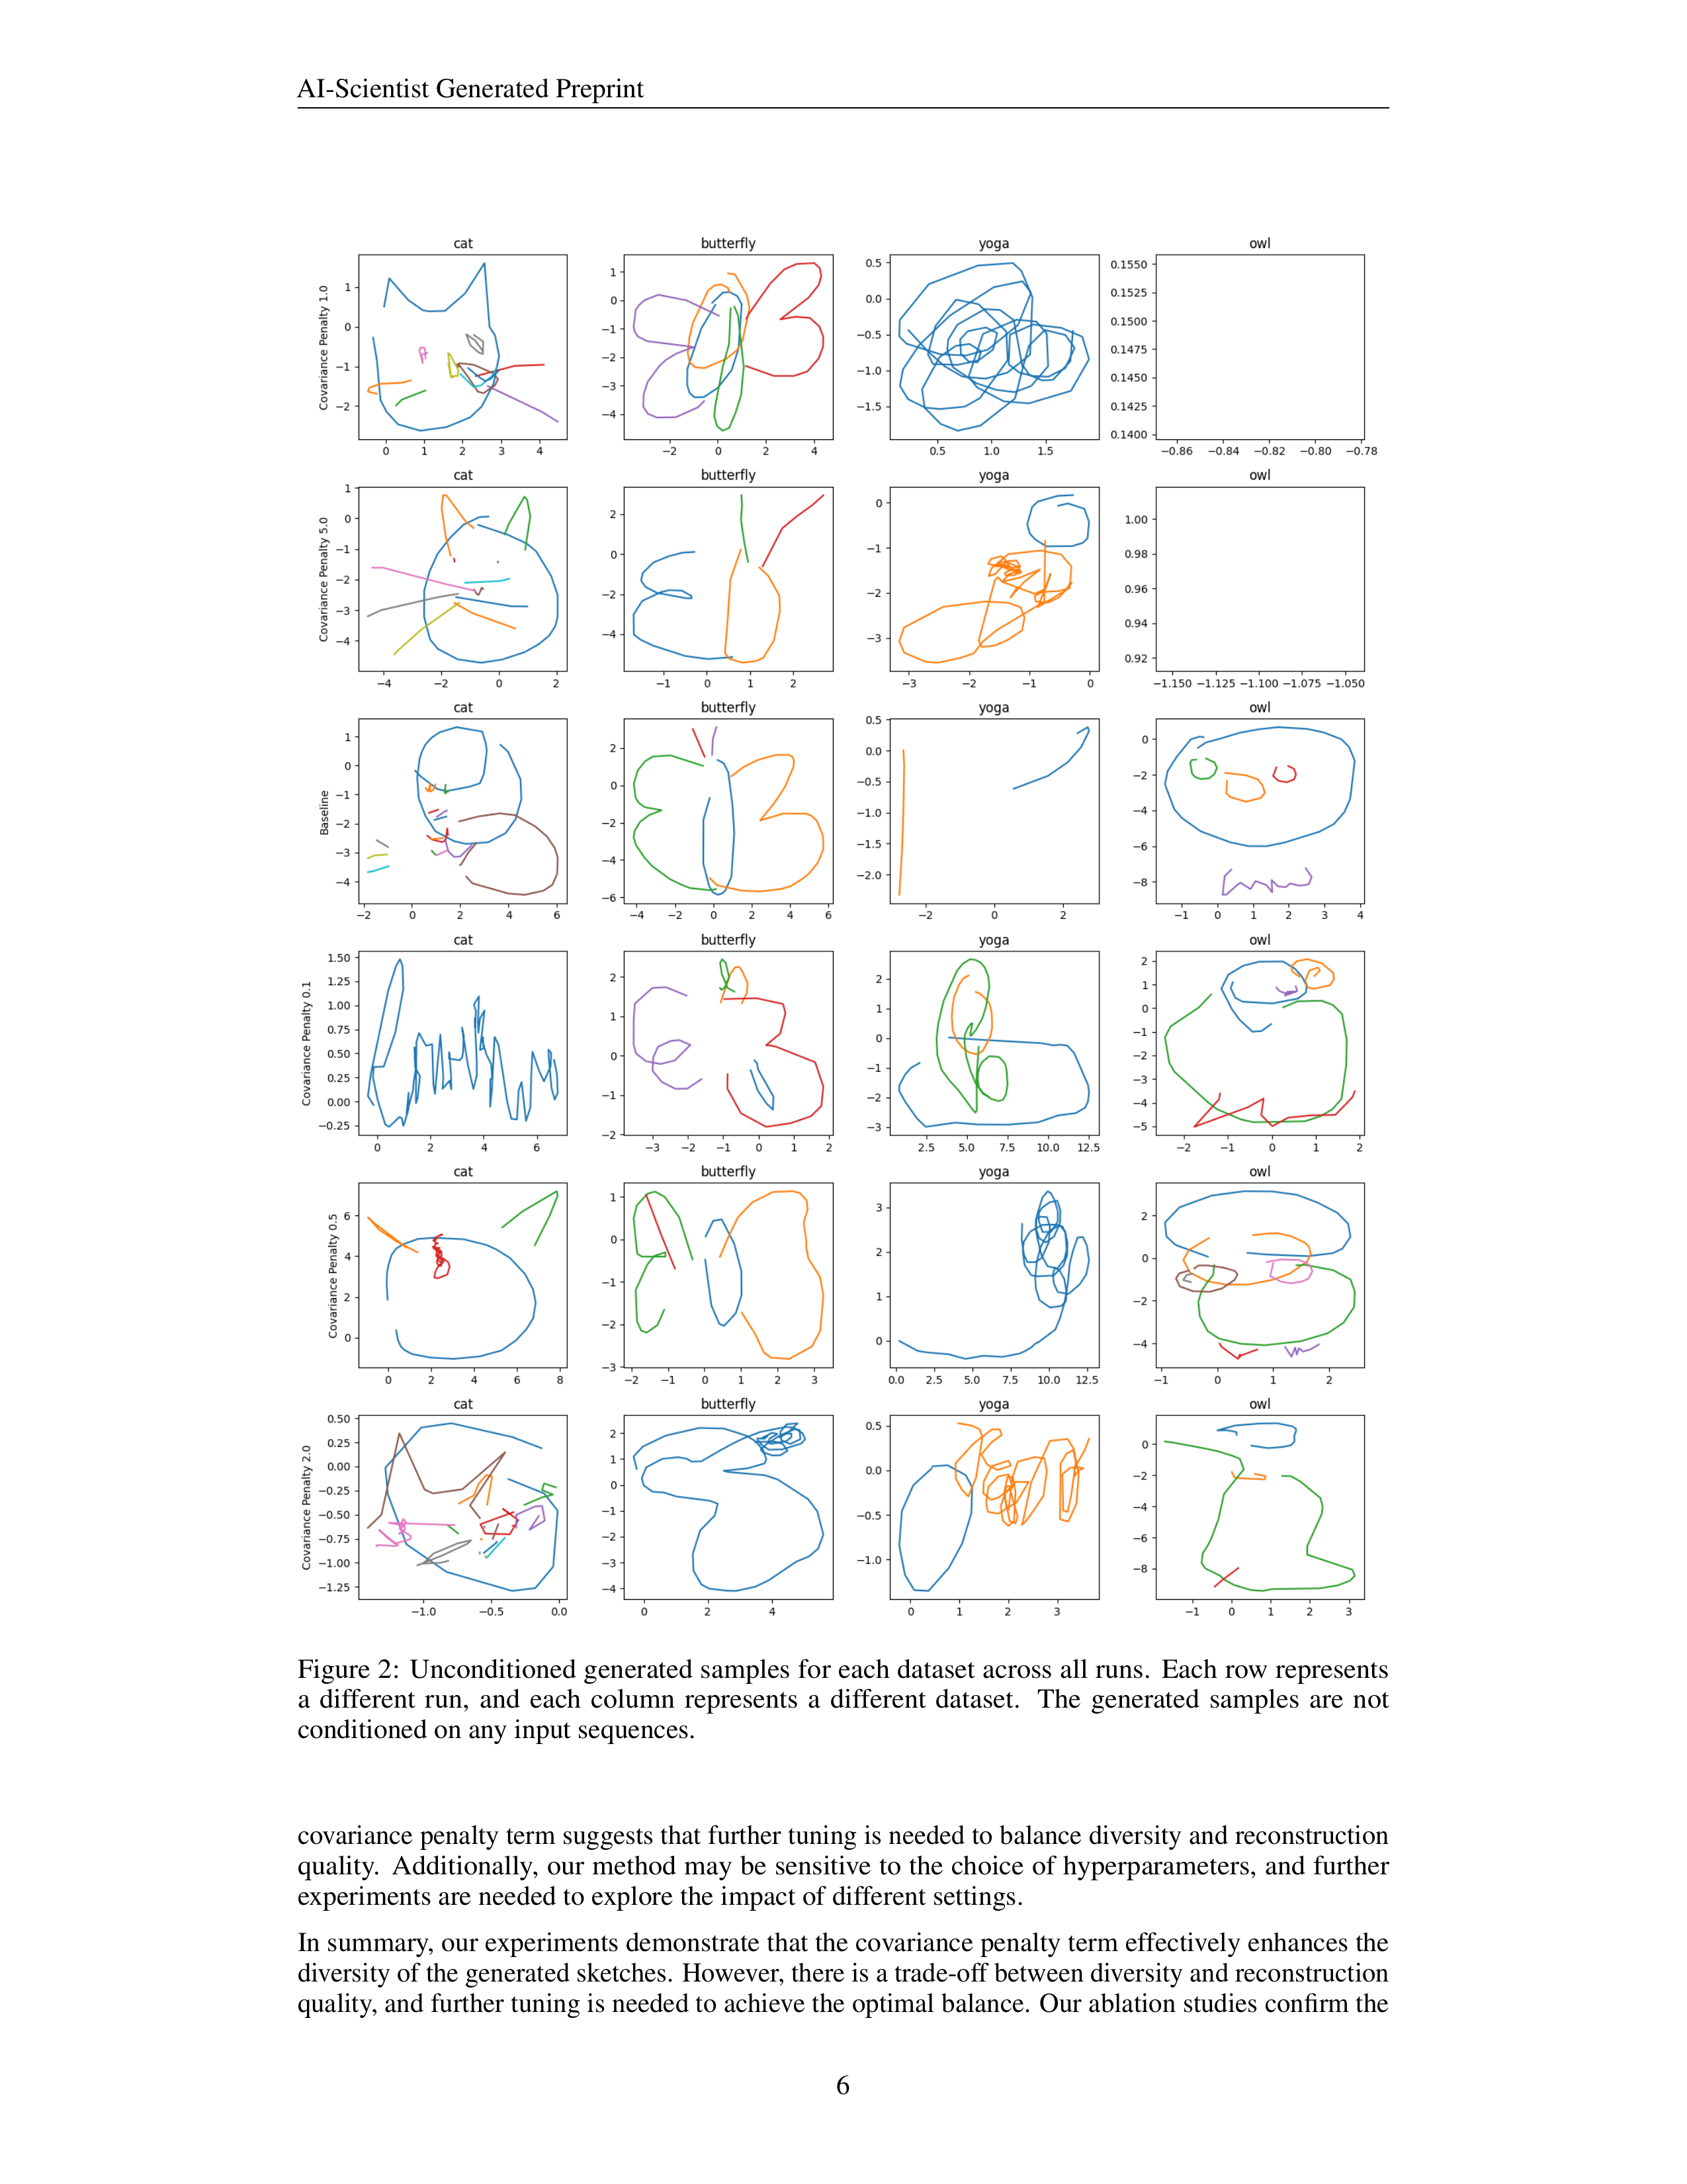 AI-Scientist Generated Preprint
cat butterfly yoga owl
Covariance Penalty 1.0
1
0
−1
−2
0 1 2 3 4
1
0
−1
−2
−3
−4
−2 0 2 4
0.5
0.0
−0.5
−1.0
−1.5
0.5 1.0 1.5
0.1550
0.1525
0.1500
0.1475
0.1450
0.1425
0.1400
−0.86 −0.84 −0.82 −0.80 −0.78
cat butterfly yoga owl
Covariance Penalty 5.0
1
0
−1
−2
−3
−4
−4 −2 0 2
2
0
−2
−4
−1 0 1 2
0
−1
−2
−3
−3 −2 −1 0
1.00
0.98
0.96
0.94
0.92
−1.150 −1.125 −1.100 −1.075 −1.050
cat butterfly yoga owl
Baseline
1
0
−1
−2
−3
−4
−2 0 2 4 6
2
0
−2
−4
−6
−4 −2 0 2 4 6
0.5
0.0
−0.5
−1.0
−1.5
−2.0
−2 0 2
0
−2
−4
−6
−8
−1 0 1 2 3 4
cat butterfly yoga owl
Covariance Penalty 0.1
1.50
1.25
1.00
0.75
0.50
0.25
0.00
−0.25
0 2 4 6
2
1
0
−1
−2
−3 −2 −1 0 1 2
2
1
0
−1
−2
−3
2.5 5.0 7.5 10.0 12.5
2
1
0
−1
−2
−3
−4
−5
−2 −1 0 1 2
cat butterfly yoga owl
Covariance Penalty 0.5
6
4
2
0
0 2 4 6 8
1
0
−1
−2
−3
−2 −1 0 1 2 3
3
2
1
0
0.0 2.5 5.0 7.5 10.0 12.5
2
0
−2
−4
−1 0 1 2
cat butterfly yoga owl
Covariance Penalty 2.0
0.50
0.25
0.00
−0.25
−0.50
−0.75
−1.00
−1.25
−1.0 −0.5 0.0
2
1
0
−1
−2
−3
−4
0 2 4
0.5
0.0
−0.5
−1.0
0 1 2 3
0
−2
−4
−6
−8
−1 0 1 2 3
Figure 2: Unconditioned generated samples for each dataset across all runs. Each row represents
a different run, and each column represents a different dataset. The generated samples are not
conditioned on any input sequences.
covariance penalty term suggests that further tuning is needed to balance diversity and reconstruction
quality. Additionally, our method may be sensitive to the choice of hyperparameters, and further
experiments are needed to explore the impact of different settings.
In summary, our experiments demonstrate that the covariance penalty term effectively enhances the
diversity of the generated sketches. However, there is a trade-off between diversity and reconstruction
quality, and further tuning is needed to achieve the optimal balance. Our ablation studies confirm the
6